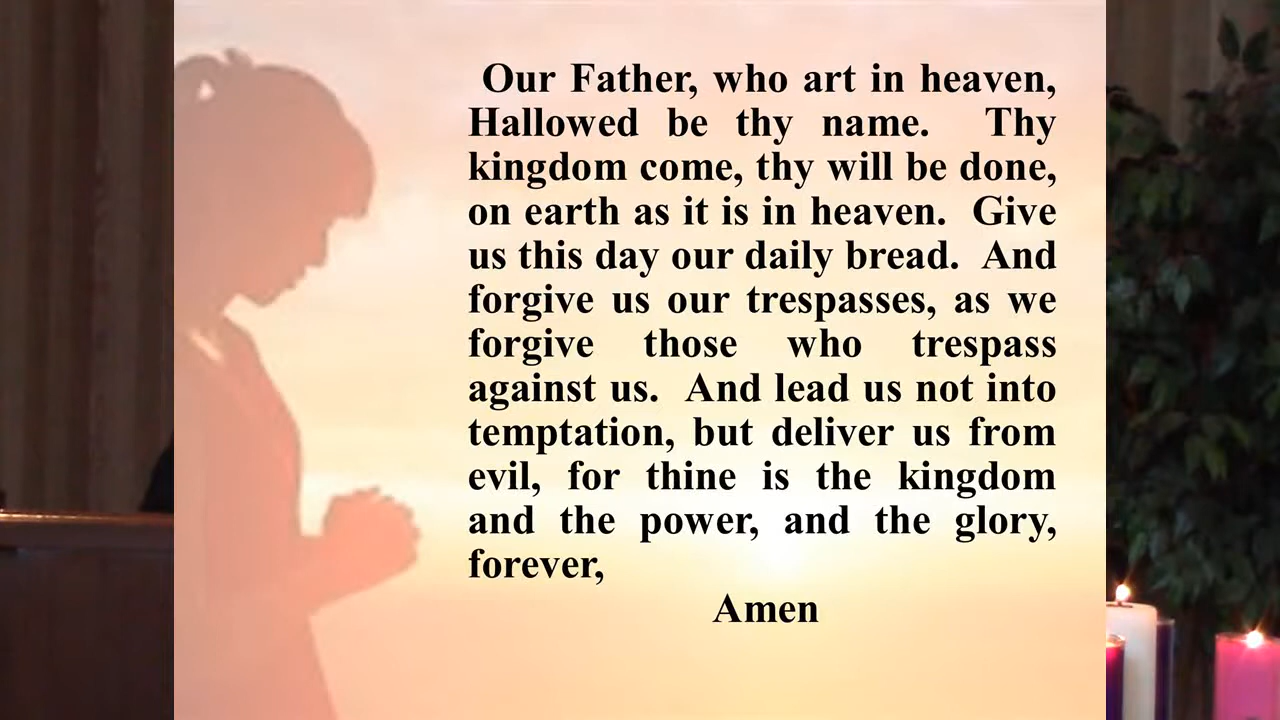 Our Father, who art in heaven,
Hallowed be thy name. Thy
kingdom come, thy will be done,
on earth as it is in heaven. Give
us this day our daily bread. And
forgive us our trespasses, as we
forgive those who trespass
against us. And lead us not into
temptation, but deliver us from
evil, for thine is the kingdom
and the power, and the glory,
forever,
Amen